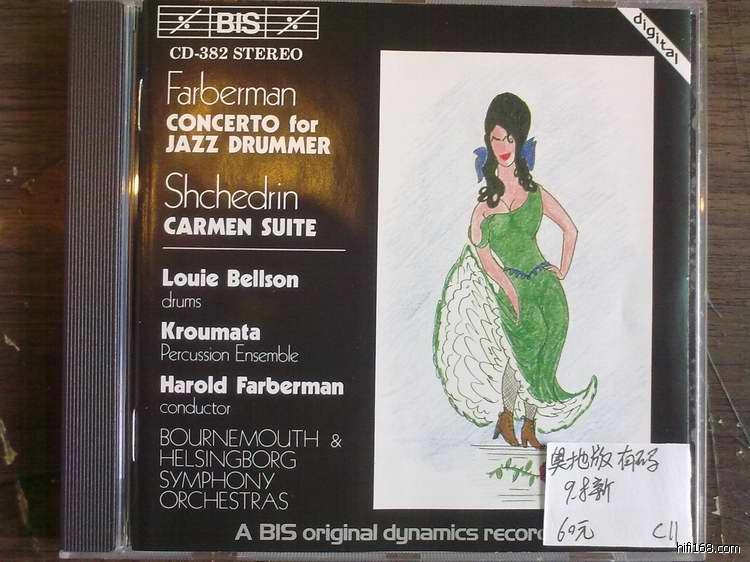 BIS
CD-382 STEREO
digital
Farberman
CONCERTO for
JAZZ DRUMMER
Shchedrin
CARMEN SUITE
Louie Bellson
drums
Kroumata
Percussion Ensemble
Harold Farberman
conductor
BOURNEMOUTH &
HELSINGBORG
SYMPHONY
ORCHESTRAS
A BIS original dynamics recor
奥地版 有码
9.8新
60元 C11
hifi168.com